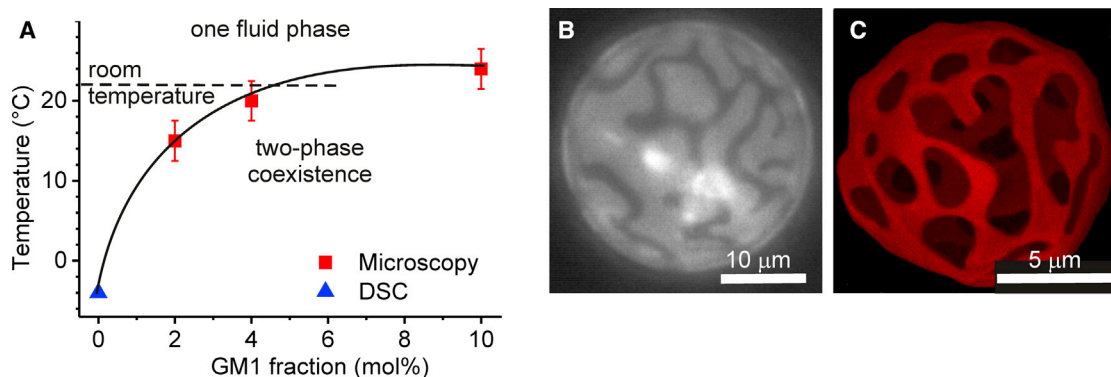 A
one fluid phase
room
temperature
two-phase
coexistence
Temperature (°C)
20
10
0
Microscopy
DSC
0 2 4 6 8 10
GM1 fraction (mol%)
B
10 μm
C
5 μm